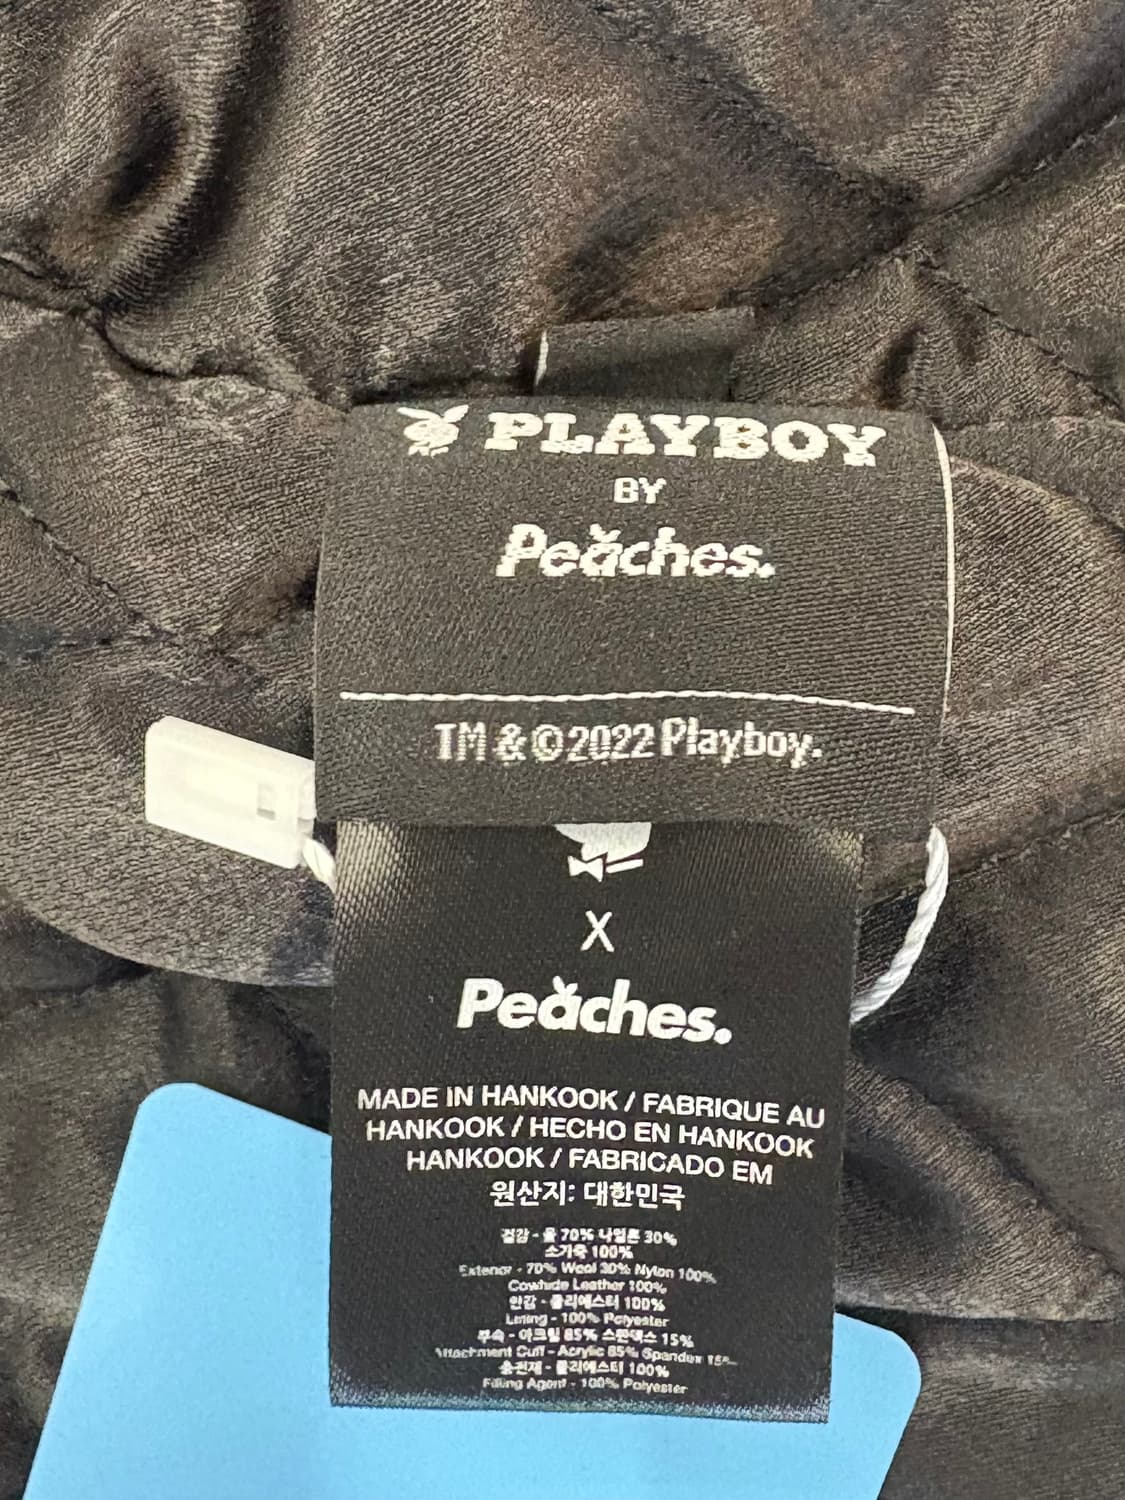 PLAYBOY
BY
Peaches.
TM & © 2022 Playboy.
X
Peaches.
MADE IN HANKOOK / FABRIQUE AU
HANKOOK / HECHO EN HANKOOK
HANKOOK / FABRICADO EM
원산지: 대한민국
겉감 - 울 70% 나일론 30%
소가죽 100%
Exterior - 70% Wool 30% Nylon 100%
Cowhide Leather 100%
안감 - 폴리에스터 100%
Lining - 100% Polyester
부속 - 아크릴 85% 스판덱스 15%
Attachment Cuff - Acrylic 85% Spandex 15%
충전재 - 폴리에스터 100%
Filling Agent - 100% Polyester